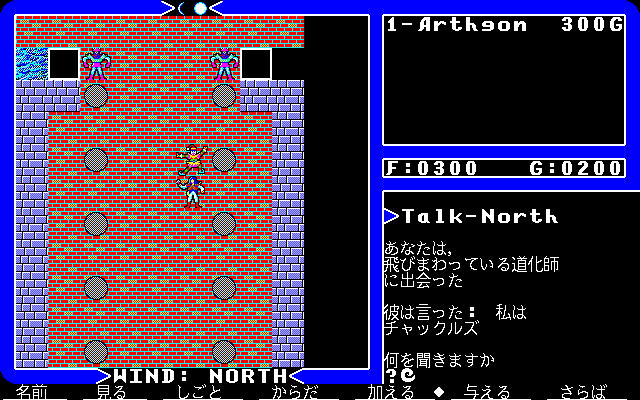 1-Arthgon 300G
F:0300 G:0200
Talk-North
あなたは,
飛びまわっている道化師
に出会った
彼は言った： 私は
チャックルズ
何を聞きますか
?
WIND: NORTH
名前 見る しごと からだ 加える ◆ 与える さらば